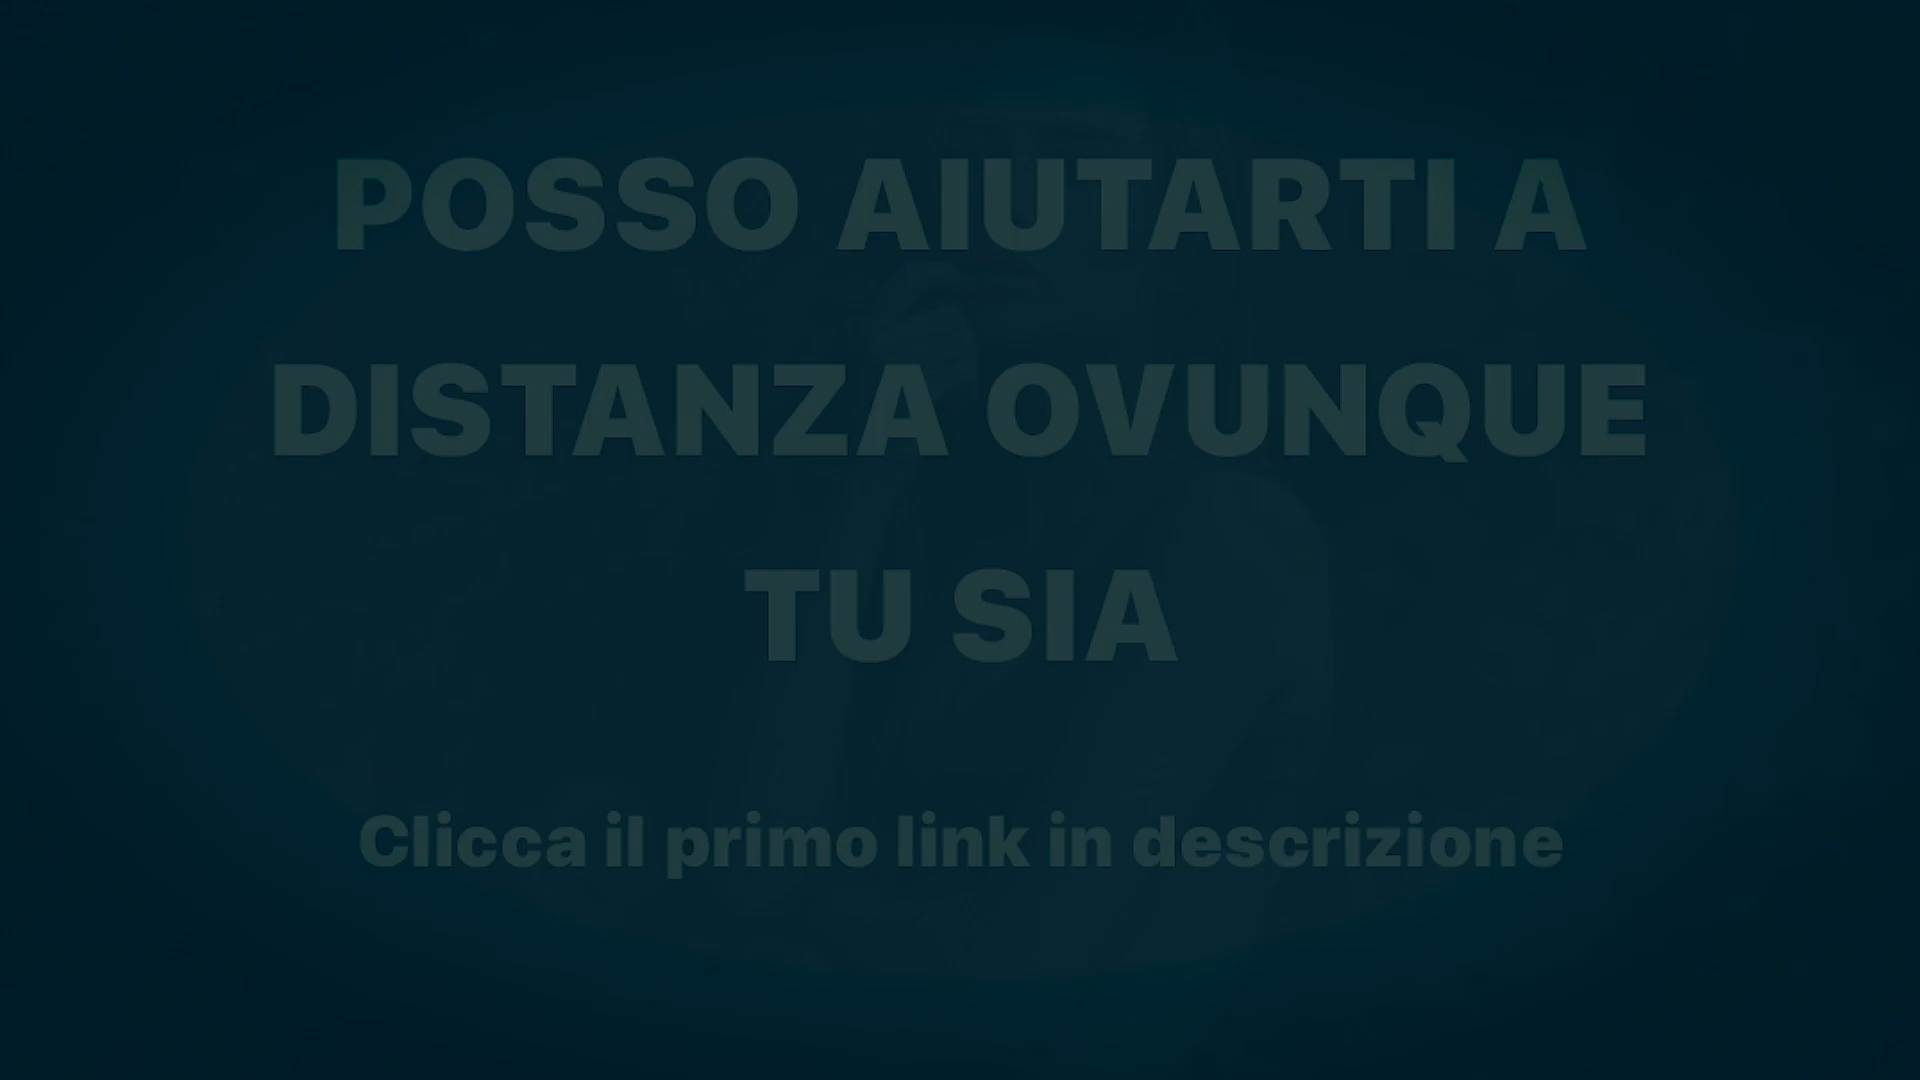 POSSO AIUTARTI A
DISTANZA OVUNQUE
TU SIA
Clicca il primo link in descrizione